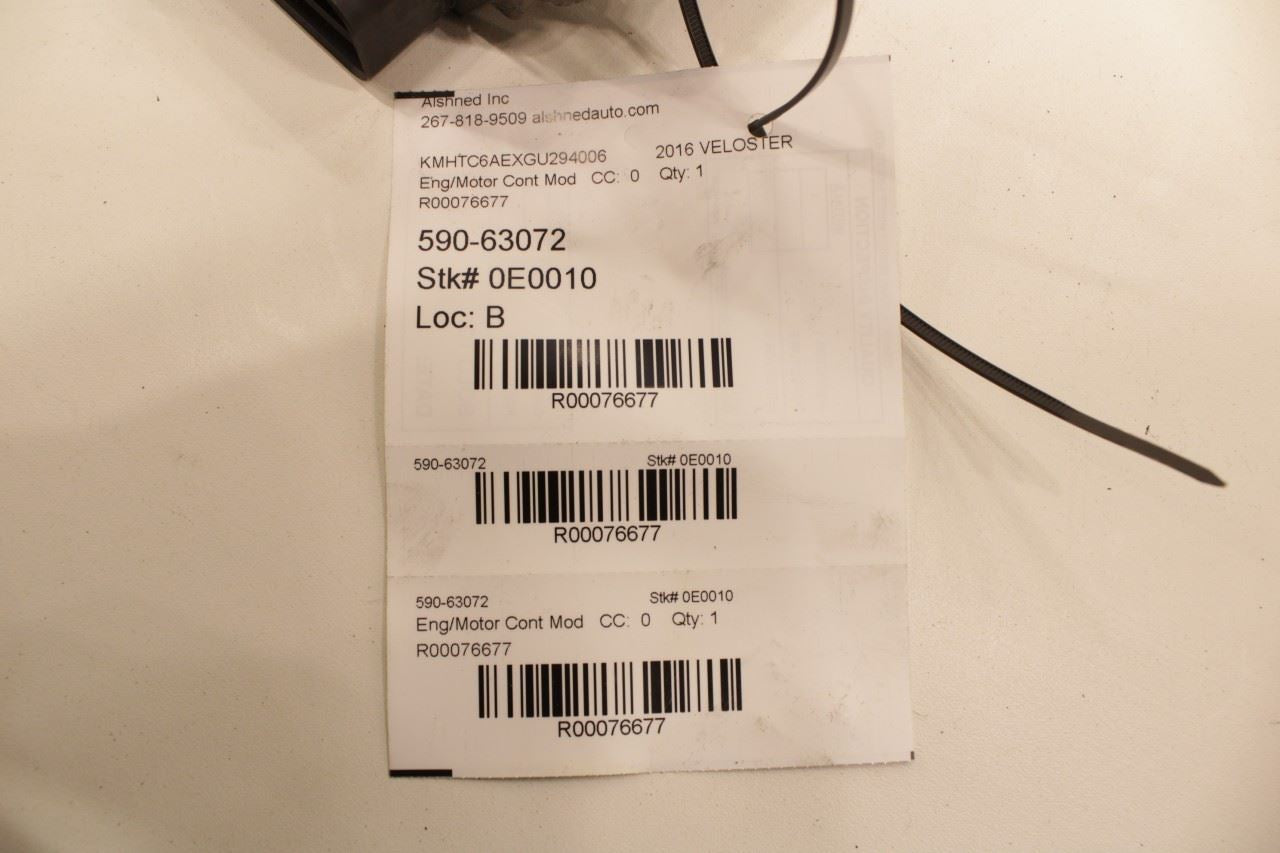 Alshned Inc
267-818-9509 alshnedauto.com
KMHTC6AEXGU294006 2016 VELOSTER
Eng/Motor Cont Mod CC: 0 Qty: 1
R00076677
590-63072
Stk# 0E0010
Loc: B
R00076677
590-63072 Stk# 0E0010
R00076677
590-63072 Stk# 0E0010
Eng/Motor Cont Mod CC: 0 Qty: 1
R00076677
R00076677